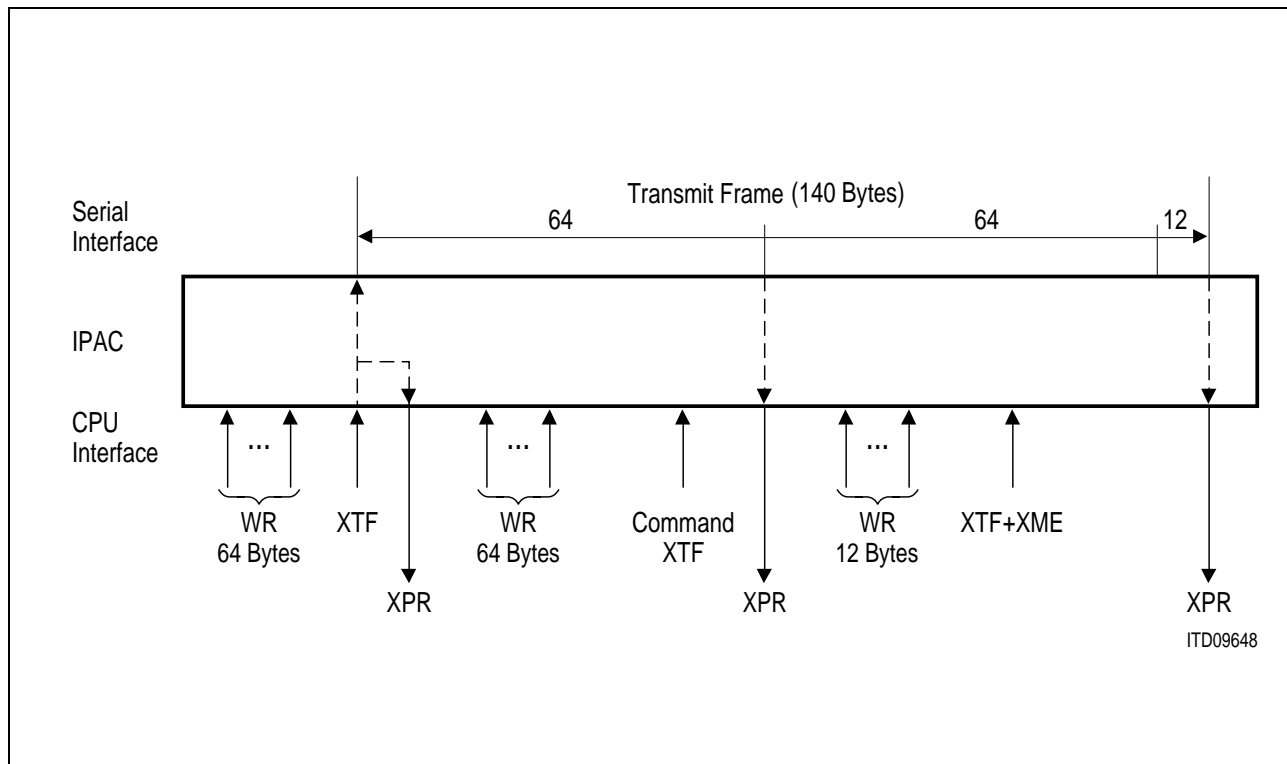 Transmit Frame (140 Bytes)
Serial
Interface
64
64
12
IPAC
CPU
Interface
...
...
...
WR
64 Bytes
XTF
WR
64 Bytes
Command
XTF
WR
12 Bytes
XTF+XME
XPR
XPR
XPR
ITD09648